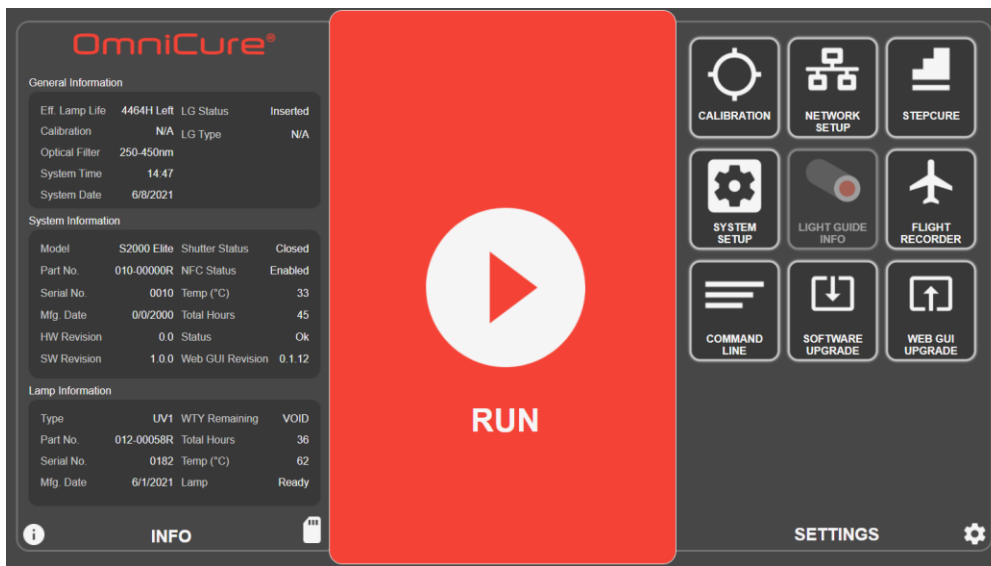 OmniCure®
General Information
Eff. Lamp Life 4464H Left LG Status Inserted
Calibration N/A LG Type N/A
Optical Filter 250-450nm
System Time 14:47
System Date 6/8/2021
System Information
Model S2000 Elite Shutter Status Closed
Part No. 010-00000R NFC Status Enabled
Serial No. 0010 Temp (°C) 33
Mfg. Date 0/0/2000 Total Hours 45
HW Revision 0.0 Status Ok
SW Revision 1.0.0 Web GUI Revision 0.1.12
Lamp Information
Type UV1 WTY Remaining VOID
Part No. 012-00058R Total Hours 36
Serial No. 0182 Temp (°C) 62
Mfg. Date 6/1/2021 Lamp Ready
INFO
RUN
CALIBRATION
NETWORK
SETUP
STEPCURE
SYSTEM
SETUP
LIGHT GUIDE
INFO
FLIGHT
RECORDER
COMMAND
LINE
SOFTWARE
UPGRADE
WEB GUI
UPGRADE
SETTINGS